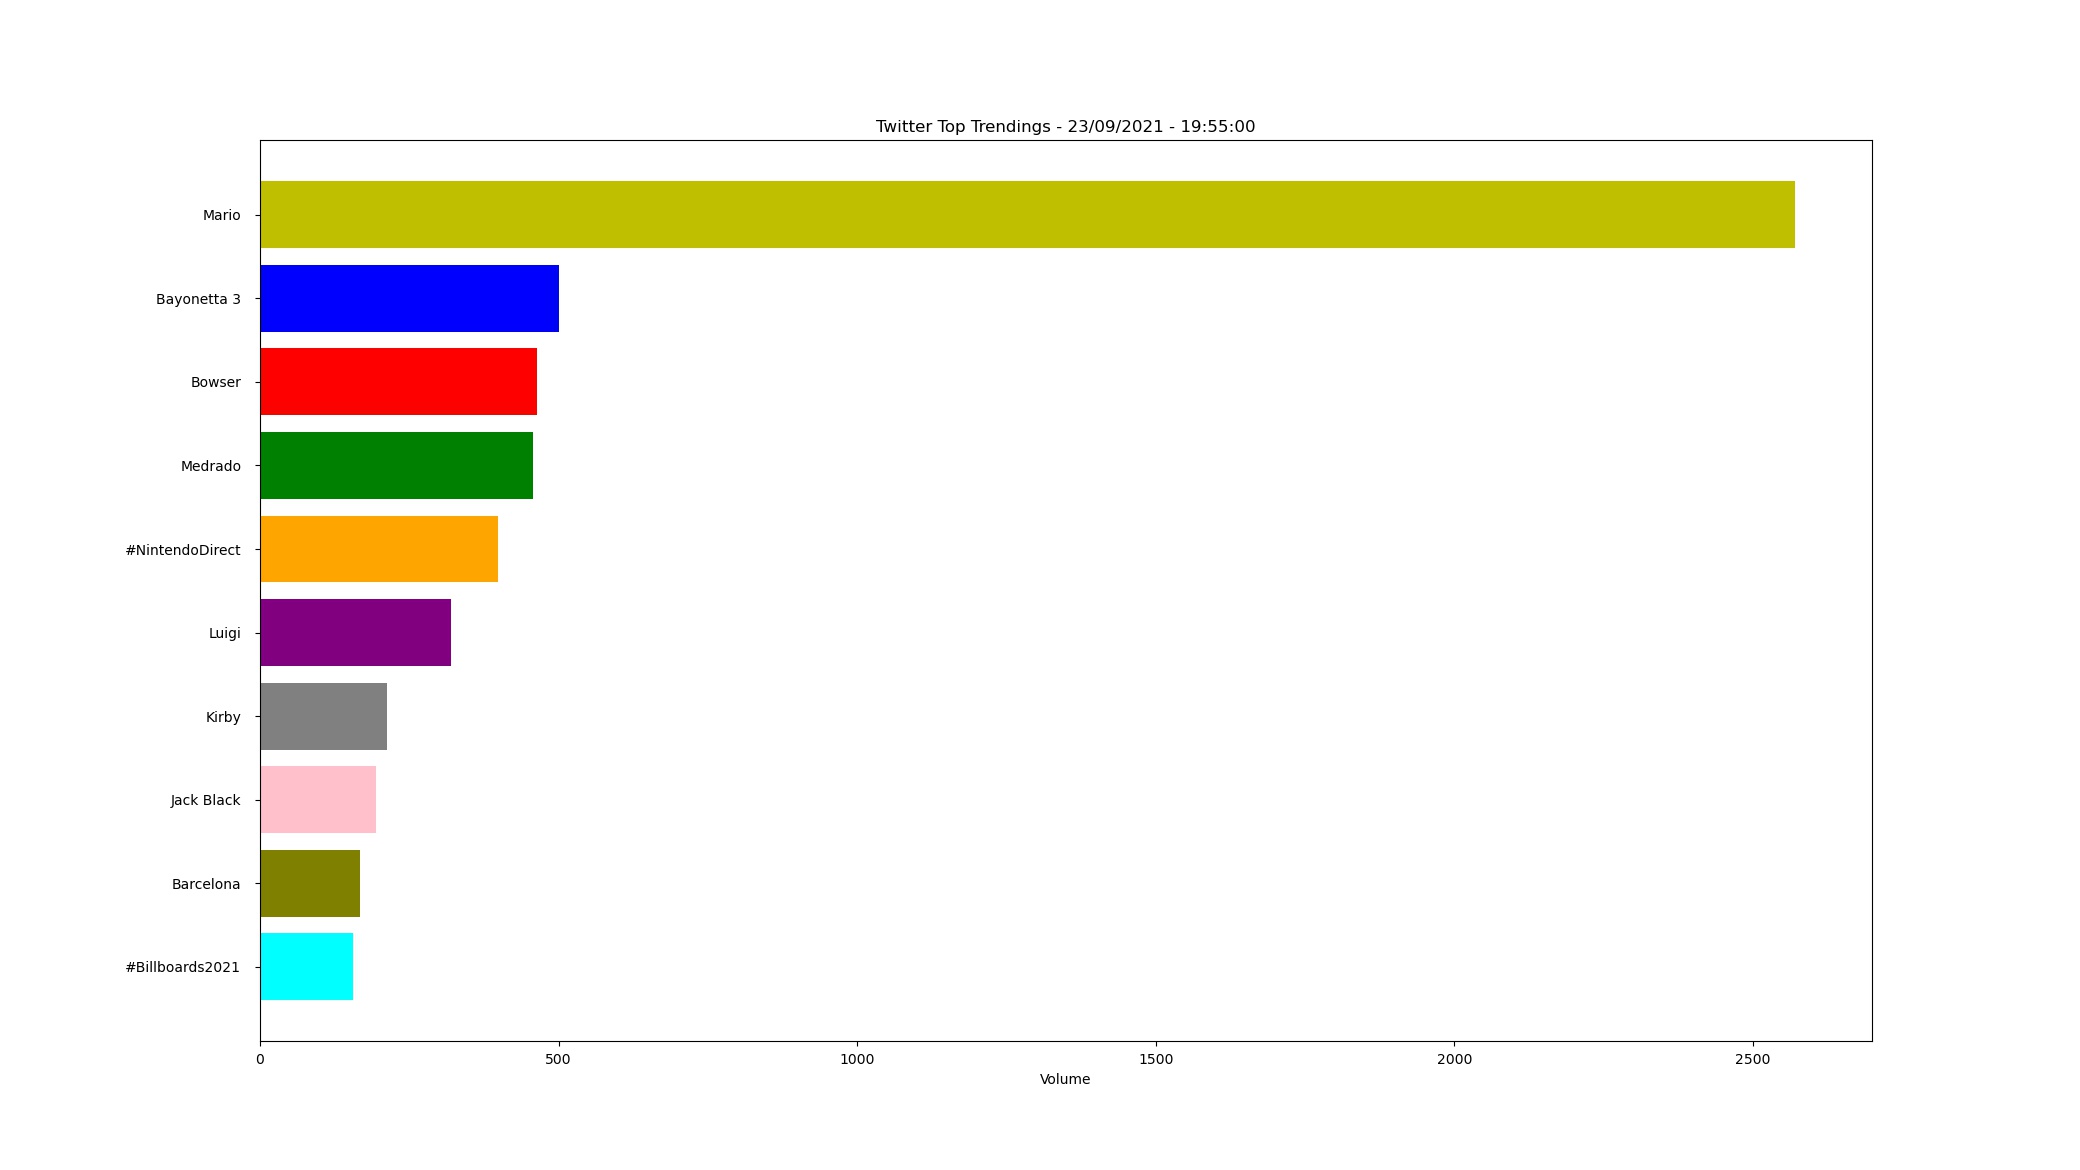 Twitter Top Trendings - 23/09/2021 - 19:55:00
Mario
Bayonetta 3
Bowser
Medrado
#NintendoDirect
Luigi
Kirby
Jack Black
Barcelona
#Billboards2021
0 500 1000 1500 2000 2500
Volume